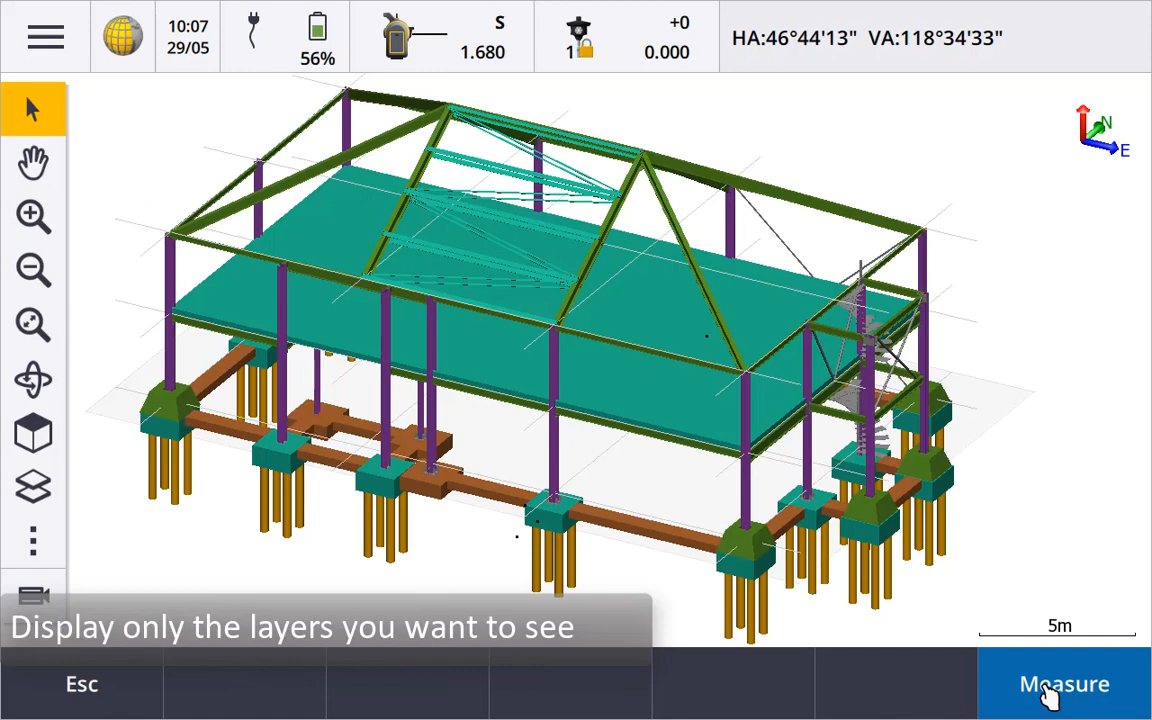 10:07
29/05
56%
S
1.680
1
+0
0.000
HA:46°44'13" VA:118°34'33"
N
E
5m
Display only the layers you want to see
Esc
Measure